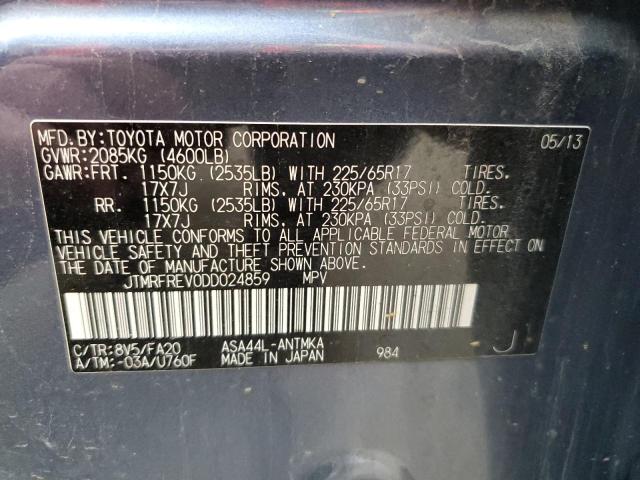 MFD.BY:TOYOTA MOTOR CORPORATION 05/13
GVWR:2085KG (4600LB)
GAWR:FRT. 1150KG (2535LB) WITH 225/65R17 TIRES,
17X7J RIMS, AT 230KPA (33PSI) COLD.
RR. 1150KG (2535LB) WITH 225/65R17 TIRES,
17X7J RIMS, AT 230KPA (33PSI) COLD.
THIS VEHICLE CONFORMS TO ALL APPLICABLE FEDERAL MOTOR
VEHICLE SAFETY AND THEFT PREVENTION STANDARDS IN EFFECT ON
THE DATE OF MANUFACTURE SHOWN ABOVE.
JTMRFREV0DD024859 MPV
C/TR:8V5/FA20 ASA44L-ANTMKA J
A/TM:-03A/U760F MADE IN JAPAN 984